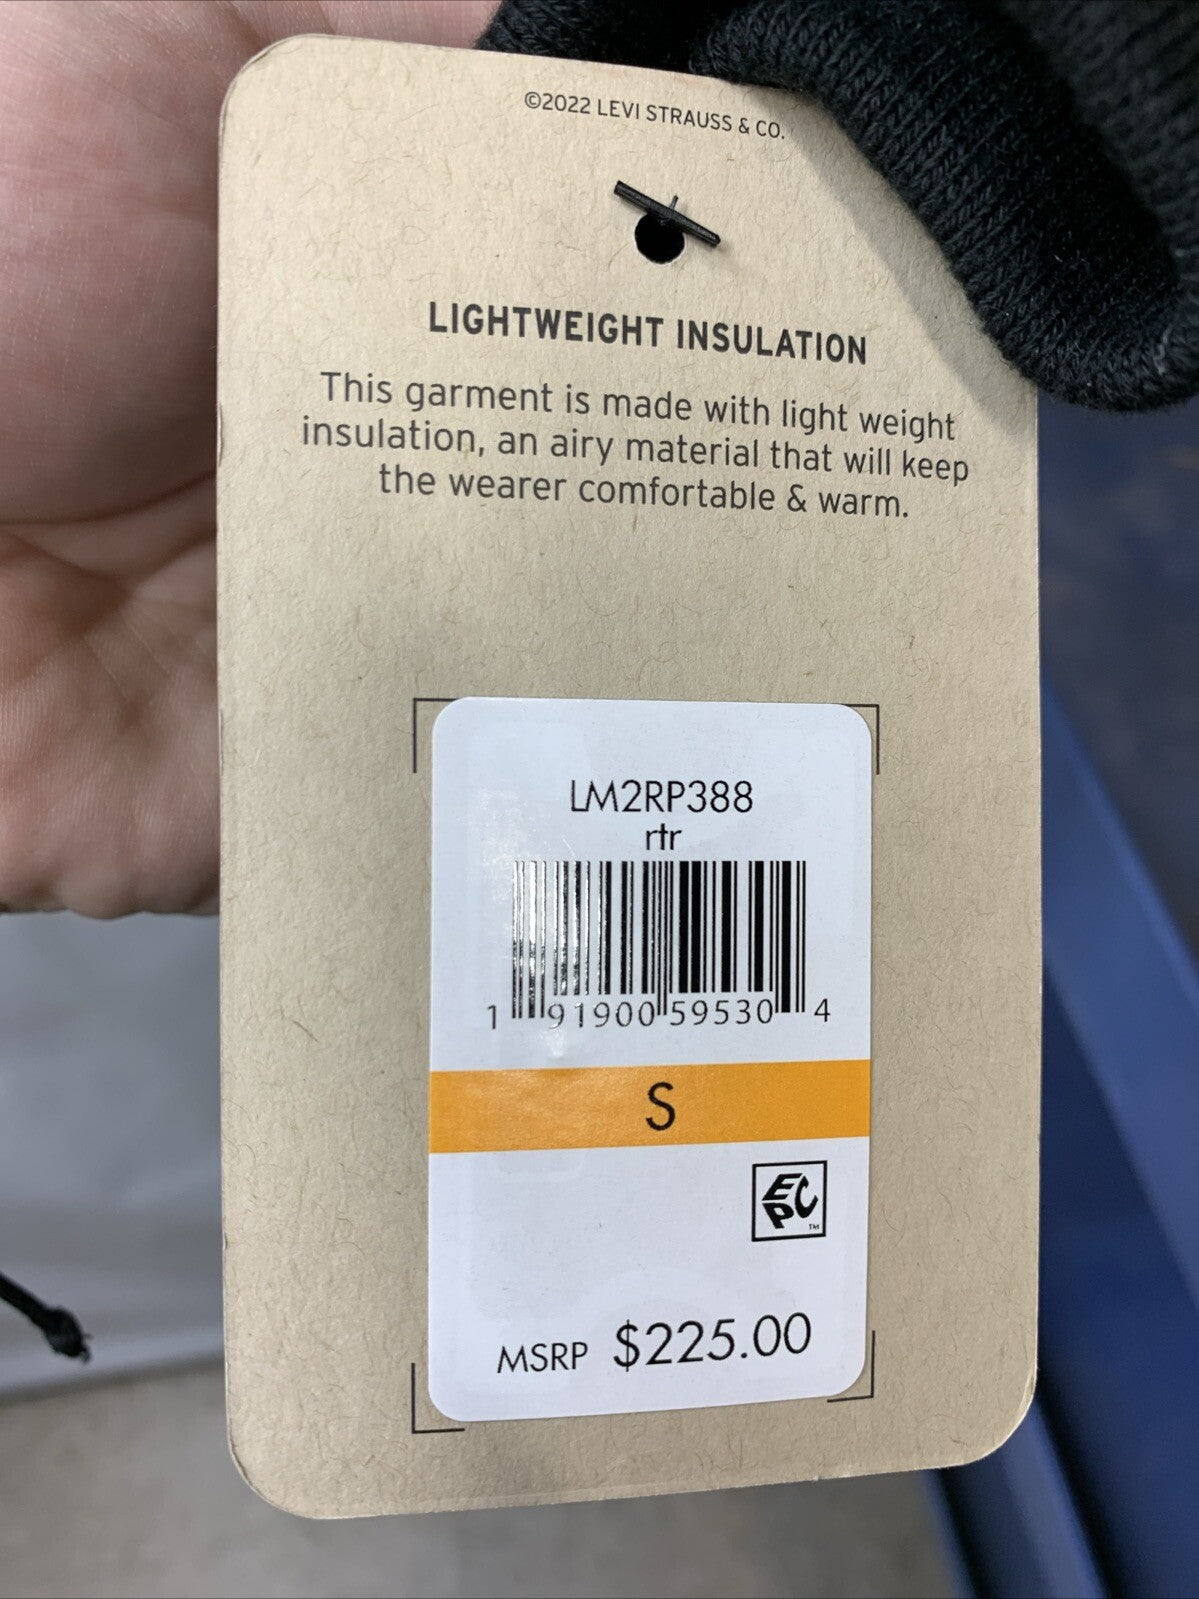 ©2022 LEVI STRAUSS & CO.
LIGHTWEIGHT INSULATION
This garment is made with light weight
insulation, an airy material that will keep
the wearer comfortable & warm.
LM2RP388
rtr
1 91900 59530 4
S
EPC™
MSRP $225.00